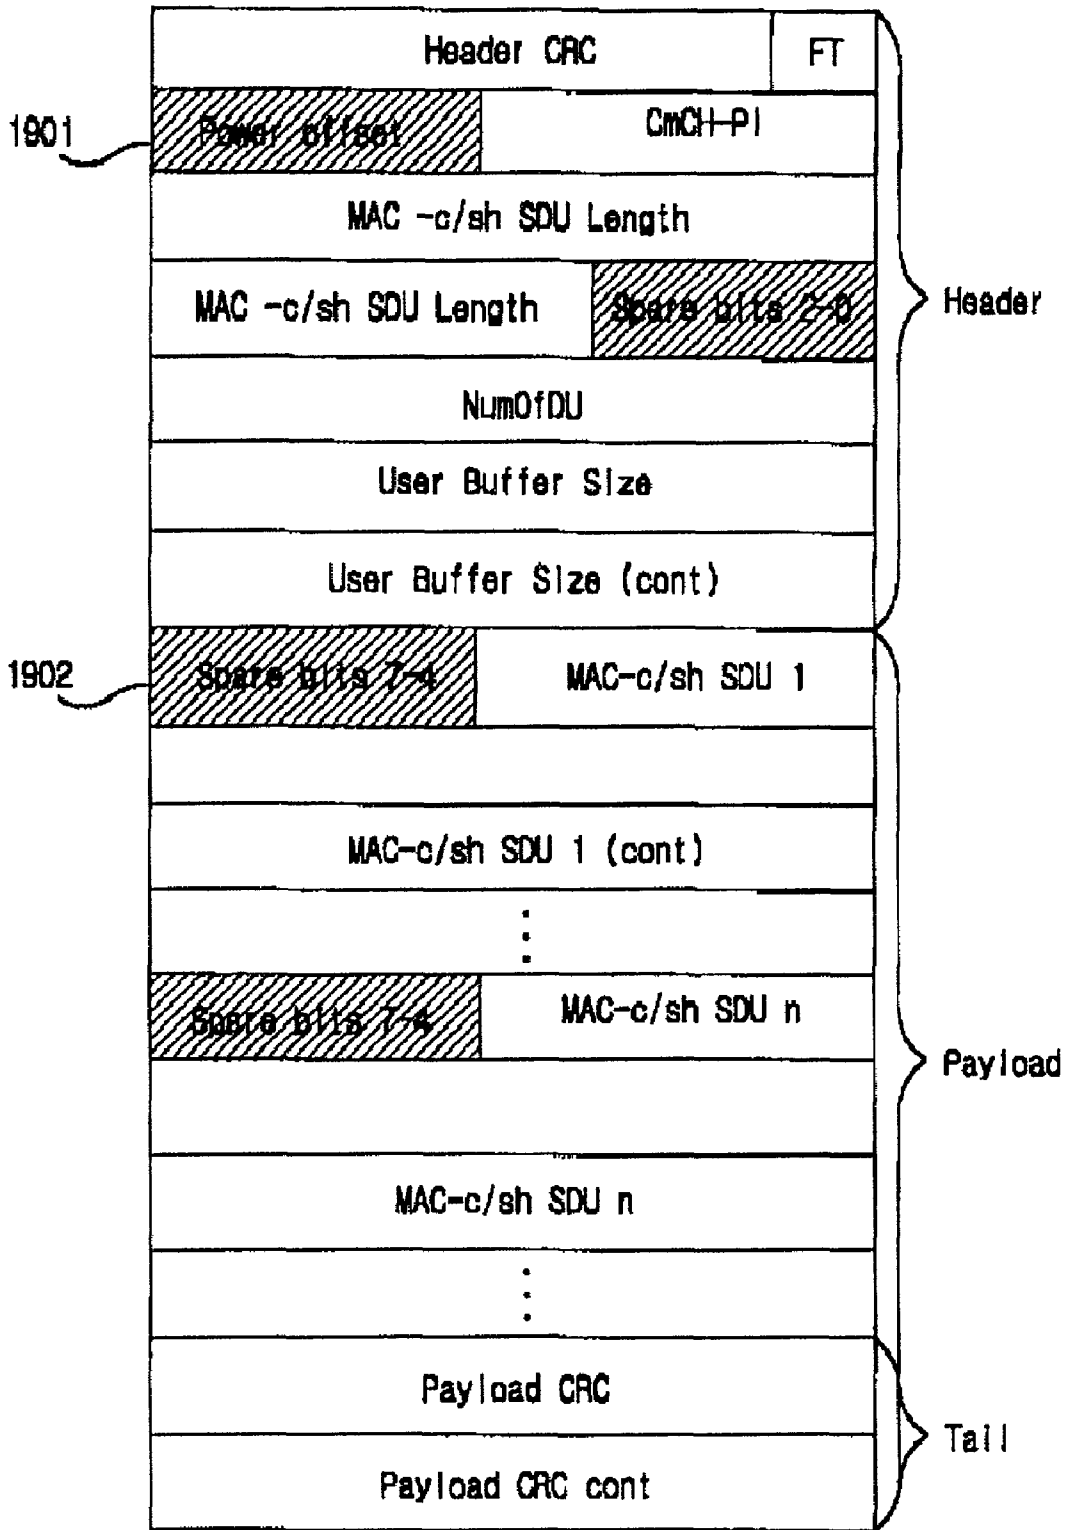 Header CRC FT
1901 Power offset CmCH-PI
MAC -c/sh SDU Length
MAC -c/sh SDU Length Spare bits 2-0
Header
NumOfDU
User Buffer Size
User Buffer Size (cont)
1902 Spare bits 7-4 MAC-c/sh SDU 1
MAC-c/sh SDU 1 (cont)
Spare bits 7-4 MAC-c/sh SDU n
Payload
MAC-c/sh SDU n
Payload CRC
Tail
Payload CRC cont